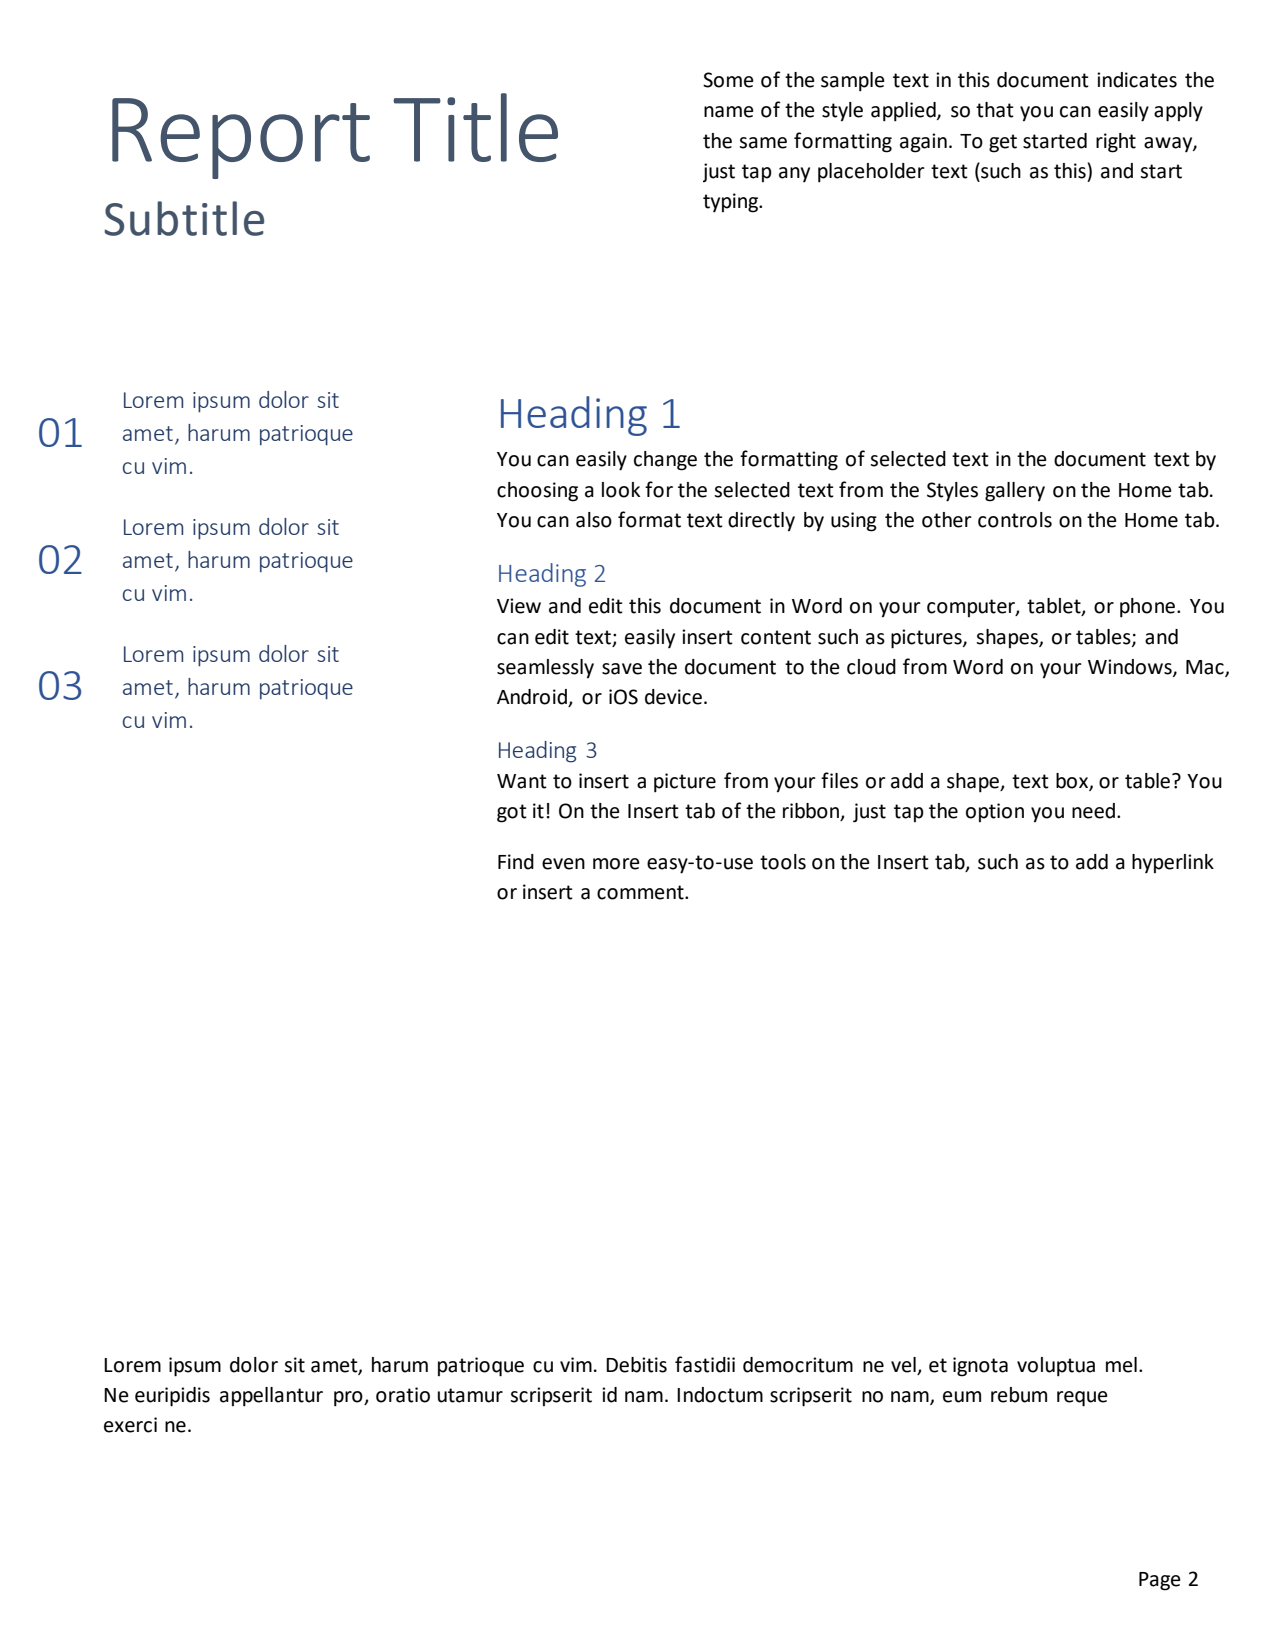 Report Title
Subtitle
Some of the sample text in this document indicates the
name of the style applied, so that you can easily apply
the same formatting again. To get started right away,
just tap any placeholder text (such as this) and start
typing.
01
Lorem ipsum dolor sit
amet, harum patrioque
cu vim.
02
Lorem ipsum dolor sit
amet, harum patrioque
cu vim.
03
Lorem ipsum dolor sit
amet, harum patrioque
cu vim.
Heading 1
You can easily change the formatting of selected text in the document text by
choosing a look for the selected text from the Styles gallery on the Home tab.
You can also format text directly by using the other controls on the Home tab.
Heading 2
View and edit this document in Word on your computer, tablet, or phone. You
can edit text; easily insert content such as pictures, shapes, or tables; and
seamlessly save the document to the cloud from Word on your Windows, Mac,
Android, or iOS device.
Heading 3
Want to insert a picture from your files or add a shape, text box, or table? You
got it! On the Insert tab of the ribbon, just tap the option you need.
Find even more easy-to-use tools on the Insert tab, such as to add a hyperlink
or insert a comment.
Lorem ipsum dolor sit amet, harum patrioque cu vim. Debitis fastidii democritum ne vel, et ignota voluptua mel.
Ne euripidis appellantur pro, oratio utamur scripserit id nam. Indoctum scripserit no nam, eum rebum reque
exerci ne.
Page 2